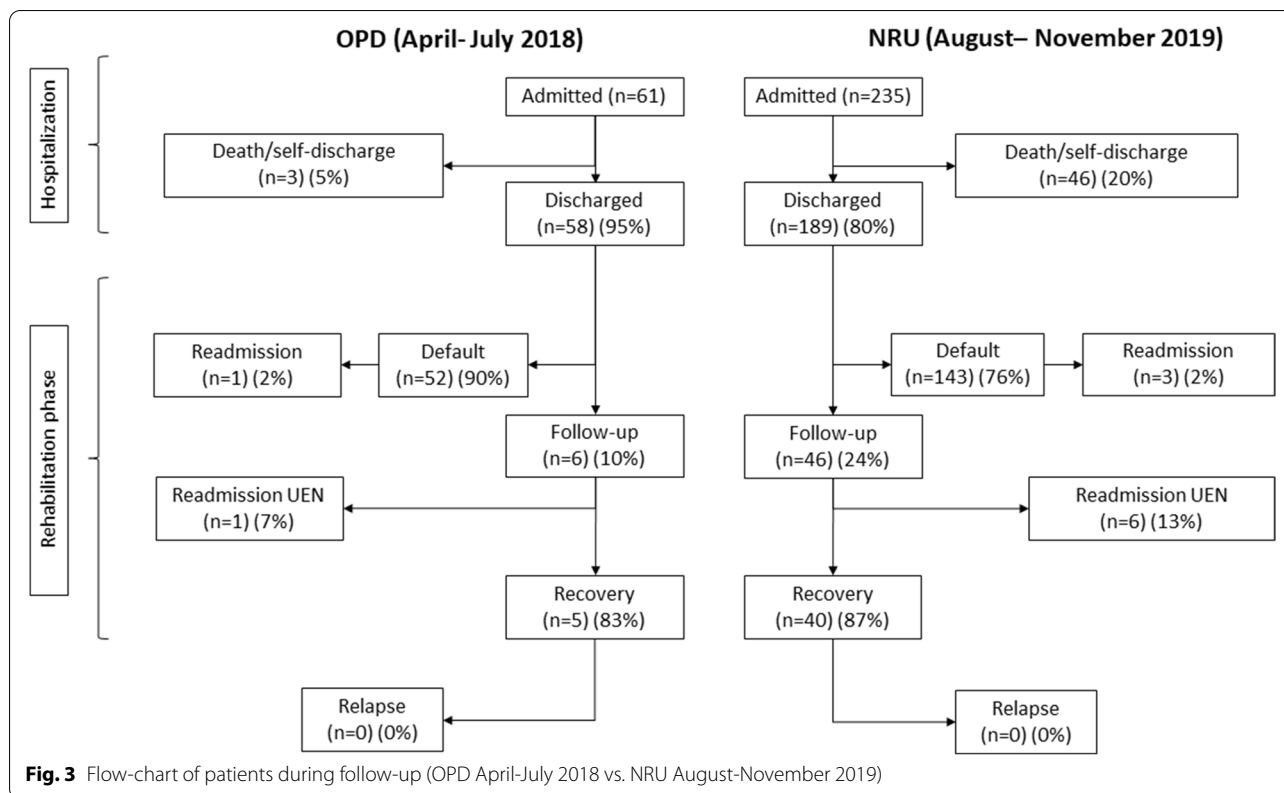 OPD (April- July 2018)
Hospitalization
Admitted (n=61)
Death/self-discharge
(n=3) (5%)
Discharged
(n=58) (95%)
Rehabilitation phase
Readmission
(n=1) (2%)
Default
(n=52) (90%)
Follow-up
(n=6) (10%)
Readmission UEN
(n=1) (7%)
Recovery
(n=5) (83%)
Relapse
(n=0) (0%)
NRU (August– November 2019)
Admitted (n=235)
Death/self-discharge
(n=46) (20%)
Discharged
(n=189) (80%)
Default
(n=143) (76%)
Readmission
(n=3) (2%)
Follow-up
(n=46) (24%)
Readmission UEN
(n=6) (13%)
Recovery
(n=40) (87%)
Relapse
(n=0) (0%)
Fig. 3 Flow-chart of patients during follow-up (OPD April-July 2018 vs. NRU August-November 2019)